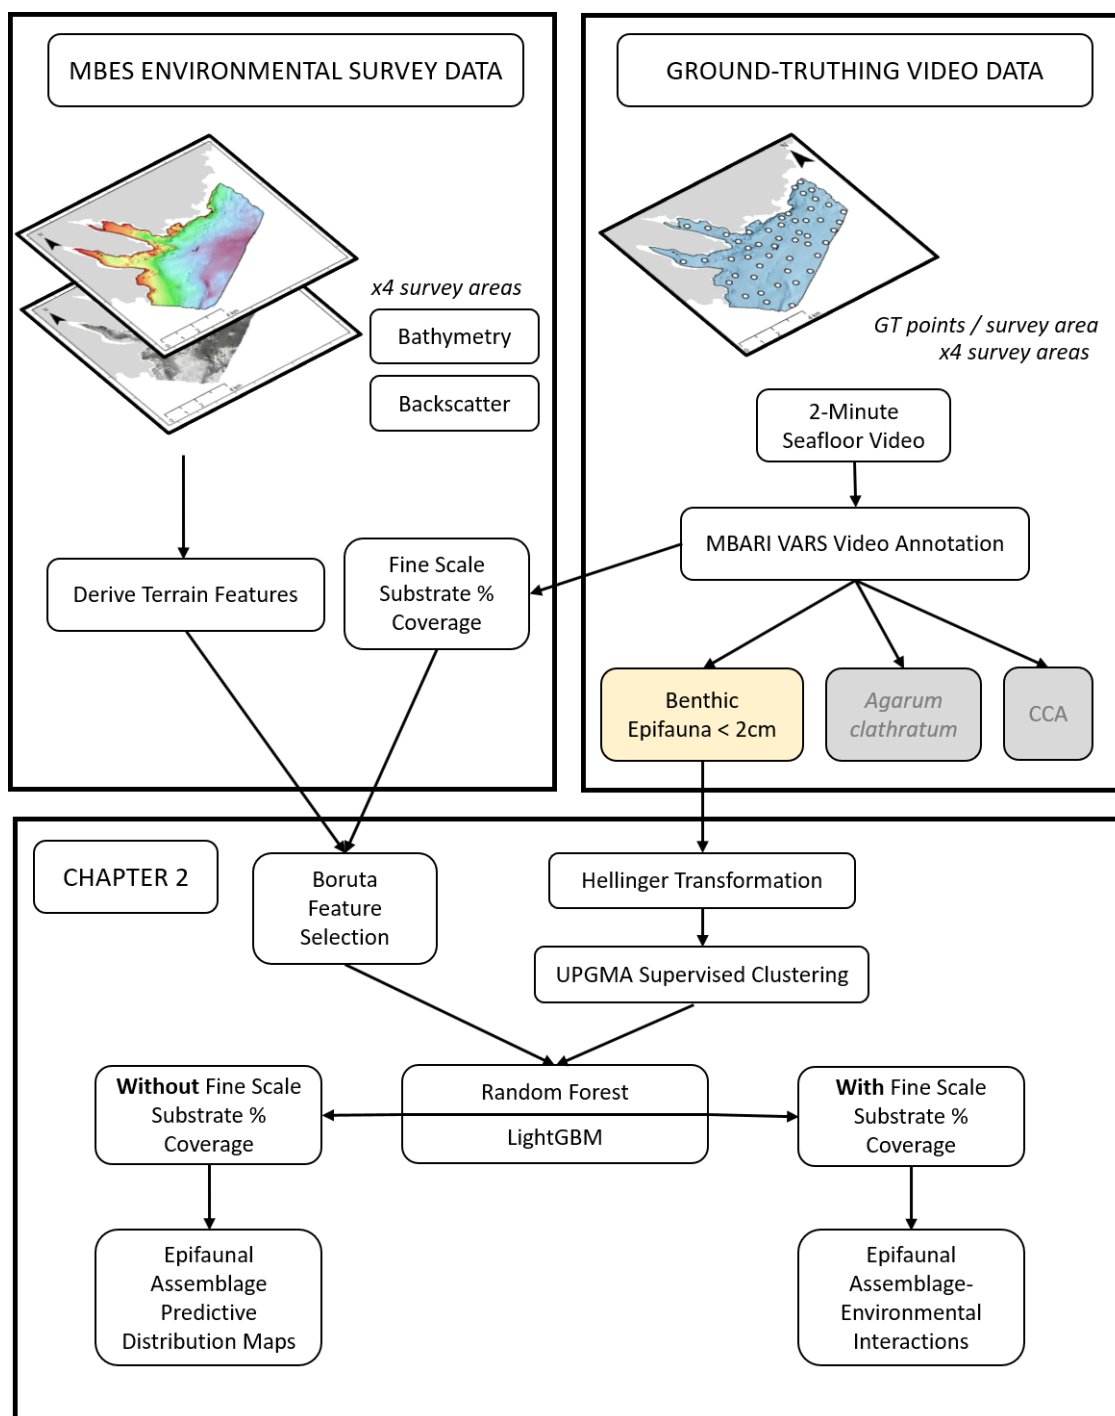 MBES ENVIRONMENTAL SURVEY DATA
x4 survey areas
Bathymetry
Backscatter
Derive Terrain Features
Fine Scale
Substrate %
Coverage
GROUND-TRUTHING VIDEO DATA
GT points / survey area
x4 survey areas
2-Minute
Seafloor Video
MBARI VARS Video Annotation
Benthic
Epifauna < 2cm
Agarum
clathratum
CCA
CHAPTER 2
Boruta
Feature
Selection
Hellinger Transformation
UPGMA Supervised Clustering
Random Forest
LightGBM
Without Fine Scale
Substrate %
Coverage
With Fine Scale
Substrate %
Coverage
Epifaunal
Assemblage
Predictive
Distribution Maps
Epifaunal
Assemblage-
Environmental
Interactions